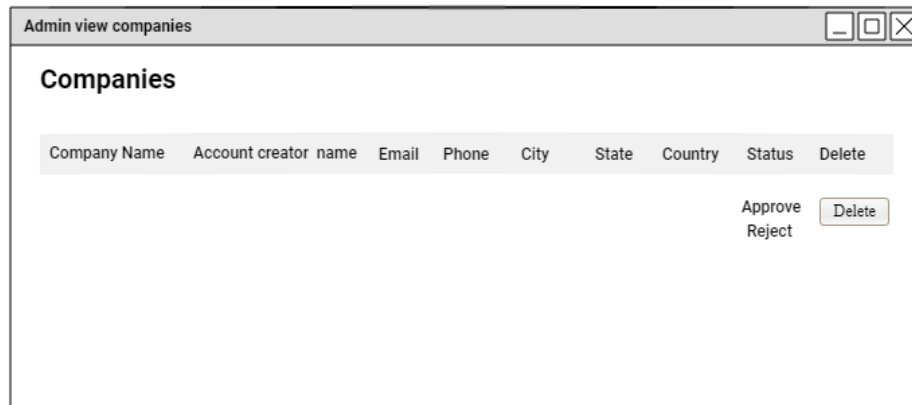 Admin view companies
Companies
Company Name Account creator name Email Phone City State Country Status Delete
Approve Delete
Reject